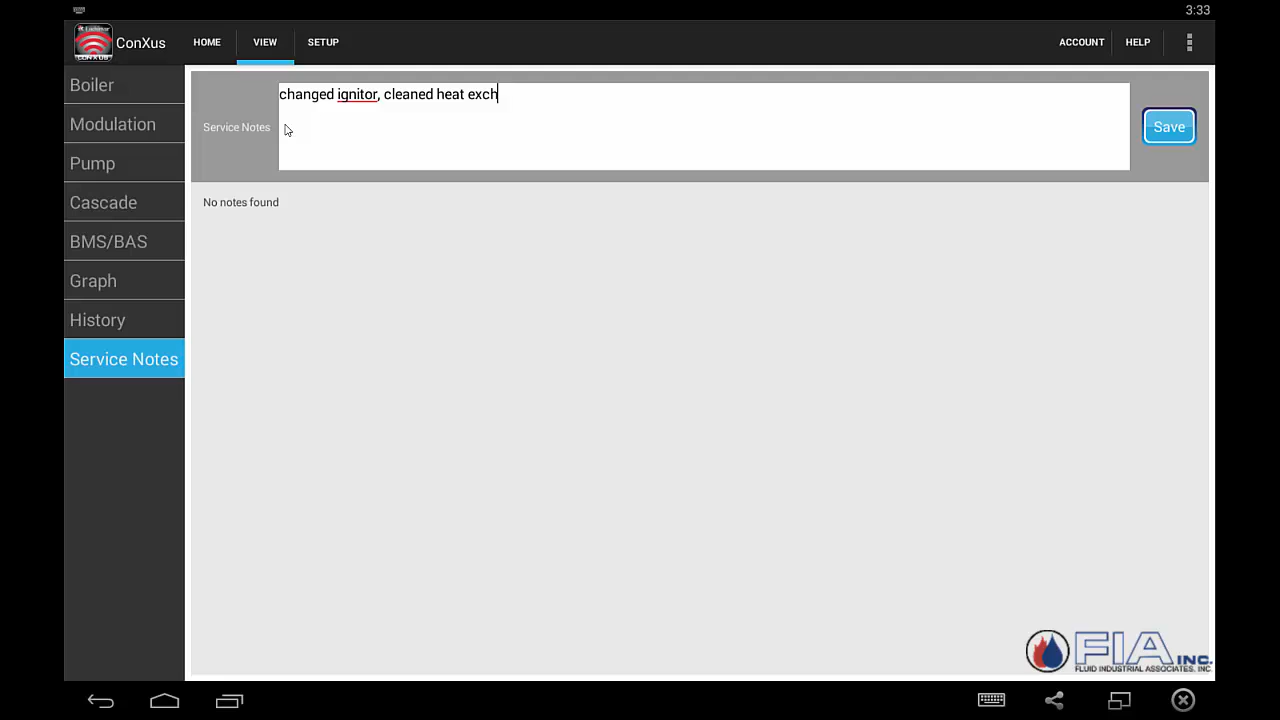 3:33
ConXus
HOME
VIEW
SETUP
ACCOUNT
HELP
Boiler
Modulation
Pump
Cascade
BMS/BAS
Graph
History
Service Notes
Service Notes
changed ignitor, cleaned heat exch
Save
No notes found
FIA INC.
FLUID INDUSTRIAL ASSOCIATES, INC.